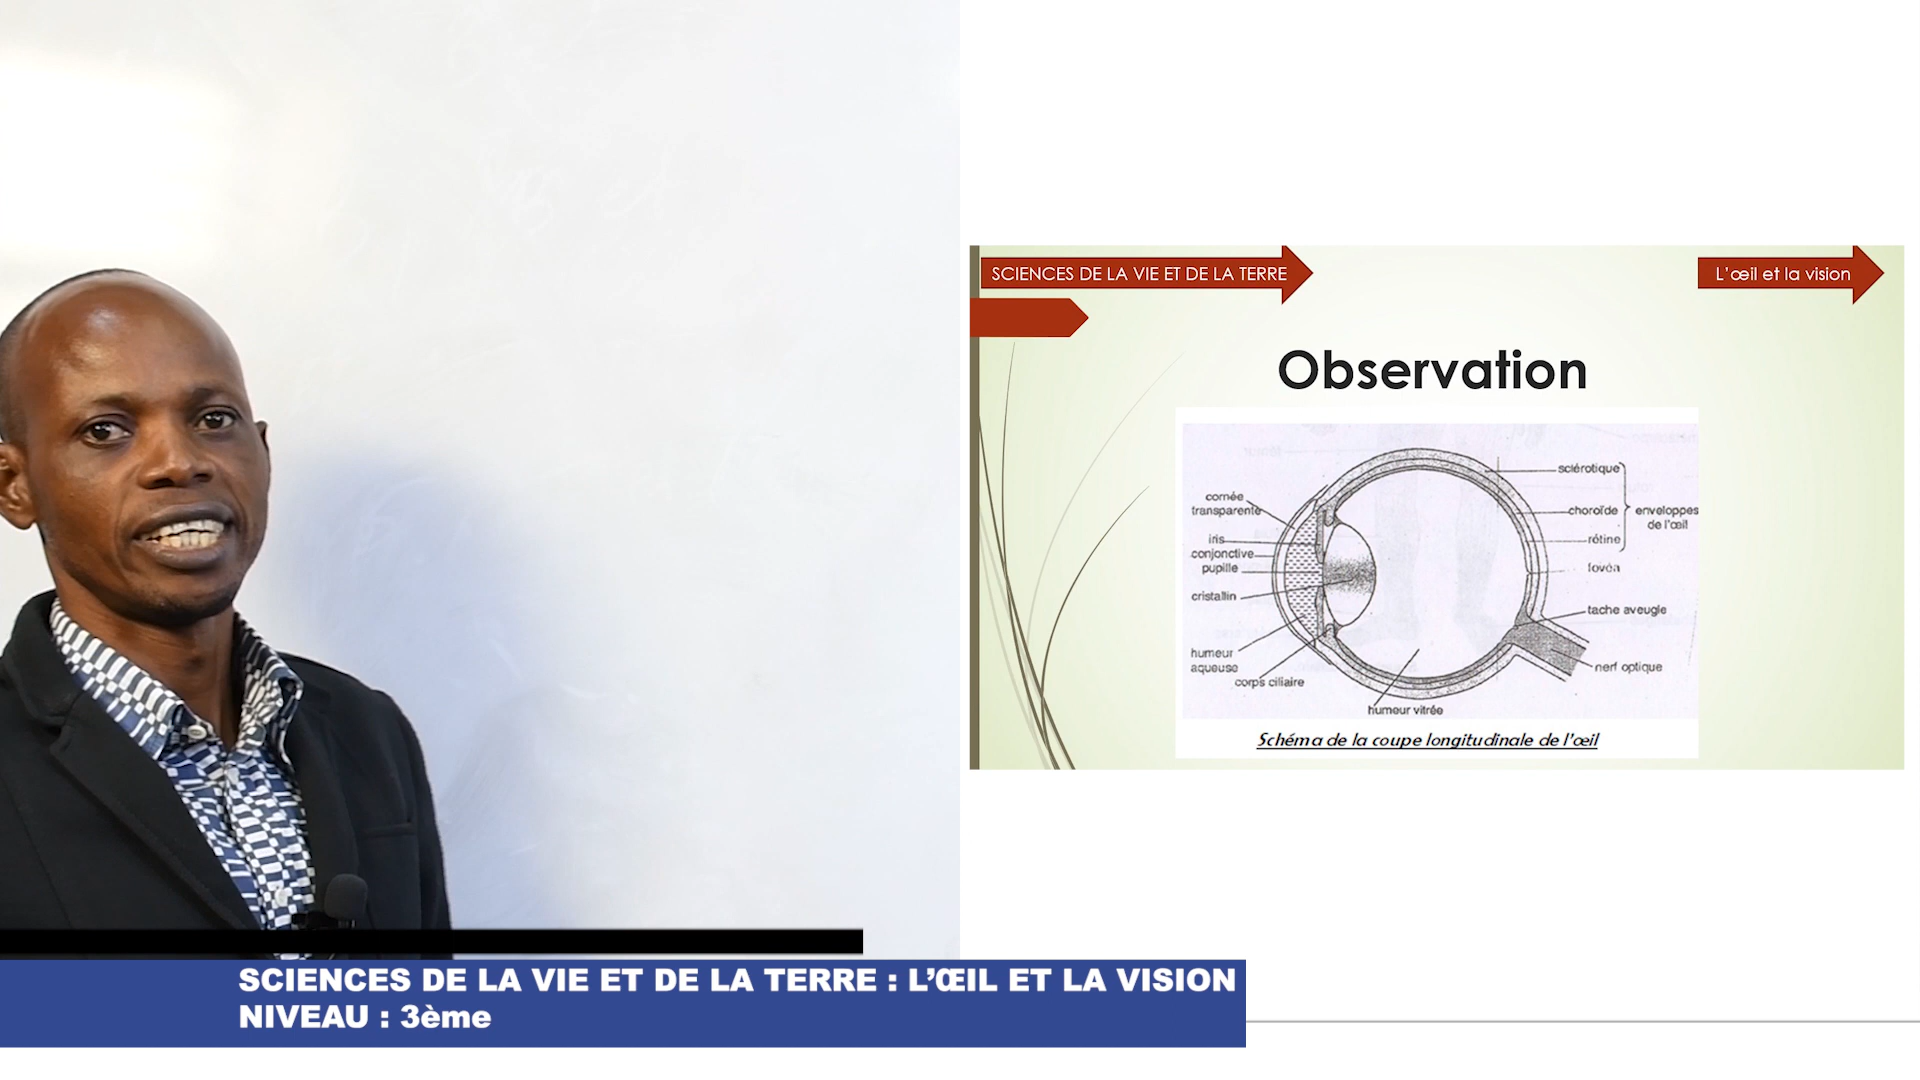 SCIENCES DE LA VIE ET DE LA TERRE
L'œil et la vision
Observation
cornée
transparente
iris
conjonctive
pupille
cristallin
humeur
aqueuse
corps ciliaire
humeur vitrée
sclérotique
choroïde
rétine
enveloppes
de l'œil
fovéa
tache aveugle
nerf optique
Schéma de la coupe longitudinale de l'œil
SCIENCES DE LA VIE ET DE LA TERRE : L'ŒIL ET LA VISION
NIVEAU : 3ème